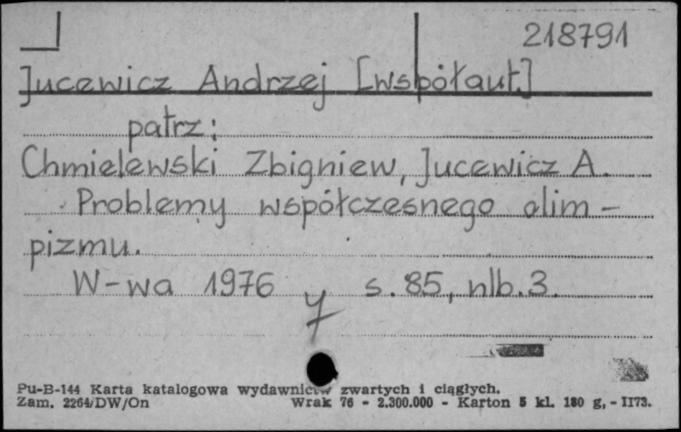 218791
Jucewicz Andrzej [współaut.]
patrz:
Chmielewski Zbigniew, Jucewicz A.
Problemy współczesnego olim-
pizmu.
W-wa 1976 s. 85, nlb. 3.
Pu-B-144 Karta katalogowa wydawnictw zwartych i ciągłych.
Zam. 2264/DW/On Wrak 76 - 2.300.000 - Karton 5 kl. 180 g, - II73.